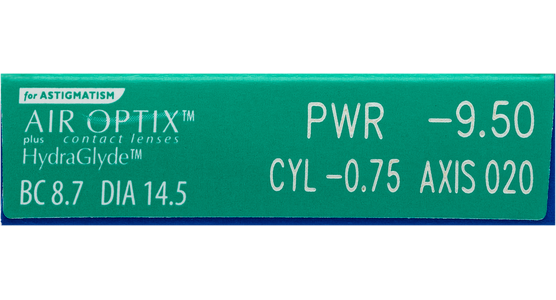 for ASTIGMATISM
AIR OPTIX™
plus contact lenses
HydraGlyde™
BC 8.7 DIA 14.5
PWR -9.50
CYL -0.75 AXIS 020